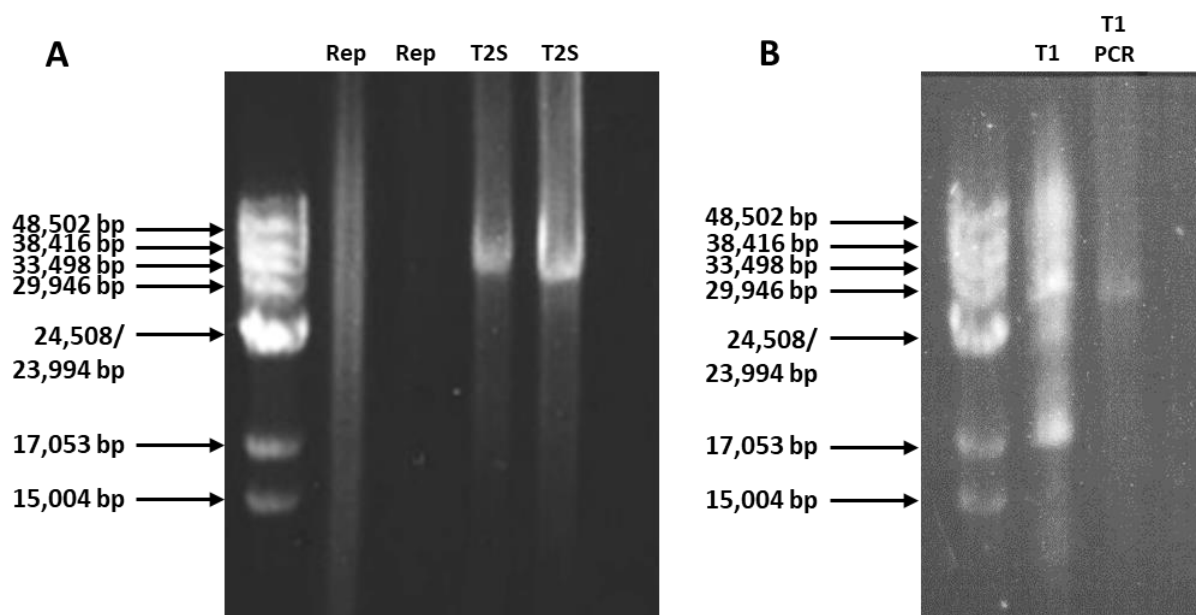 A
Rep Rep T2S T2S
48,502 bp
38,416 bp
33,498 bp
29,946 bp
24,508/
23,994 bp
17,053 bp
15,004 bp
B
T1
T1 PCR
48,502 bp
38,416 bp
33,498 bp
29,946 bp
24,508/
23,994 bp
17,053 bp
15,004 bp